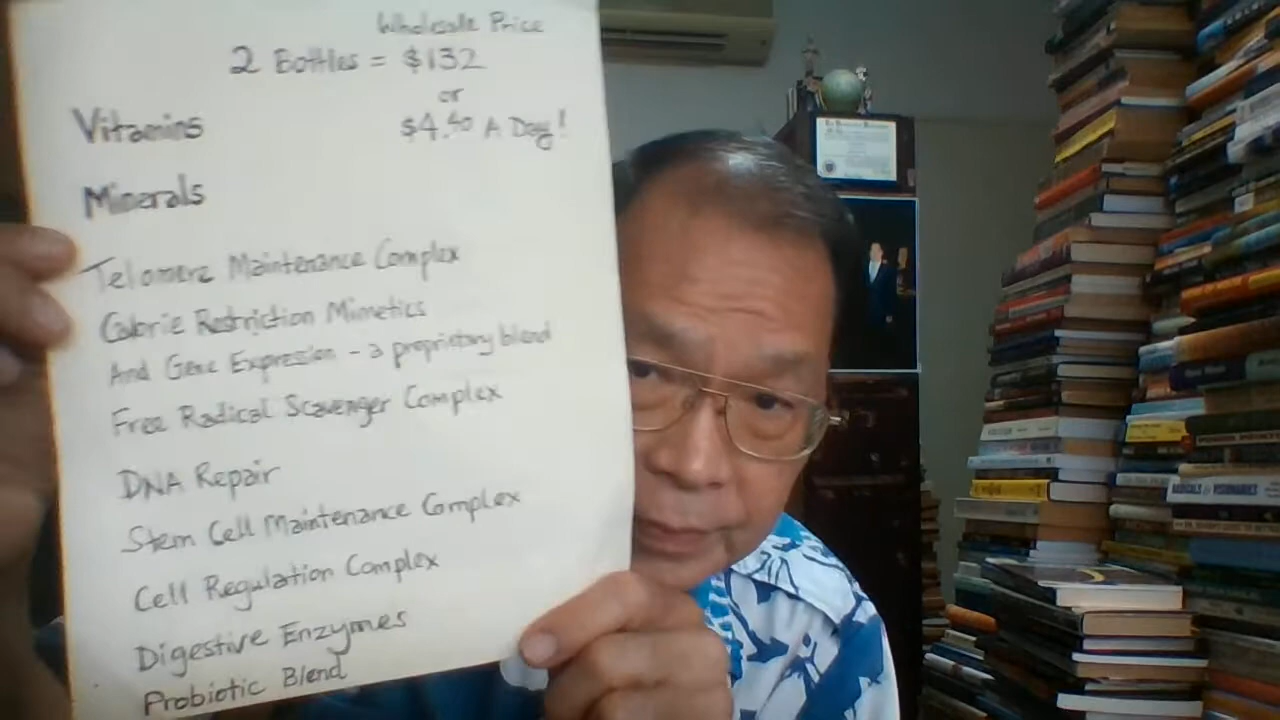 Wholesale Price
2 Bottles = $132
or
Vitamins $4.40 A Day!
Minerals
Telomere Maintenance Complex
Calorie Restriction Mimetics
And Gene Expression - a proprietary blend
Free Radical Scavenger Complex
DNA Repair
Stem Cell Maintenance Complex
Cell Regulation Complex
Digestive Enzymes
Probiotic Blend